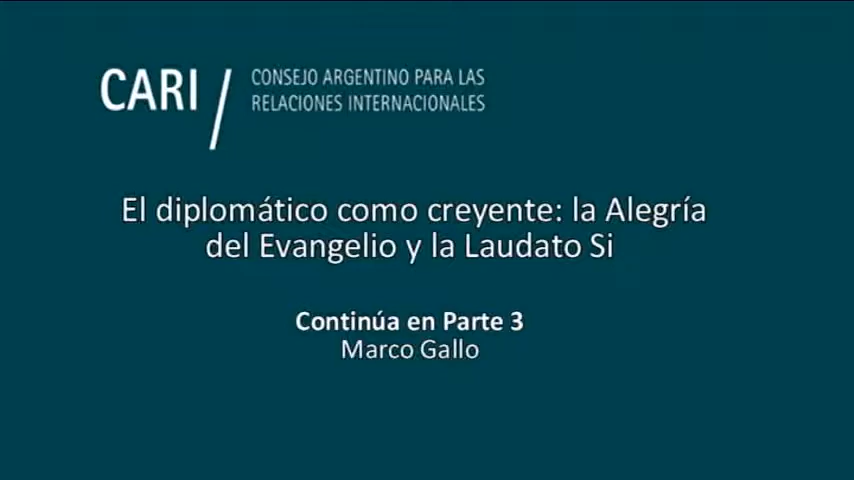 CARI
CONSEJO ARGENTINO PARA LAS
RELACIONES INTERNACIONALES
El diplomático como creyente: la Alegría
del Evangelio y la Laudato Si
Continúa en Parte 3
Marco Gallo